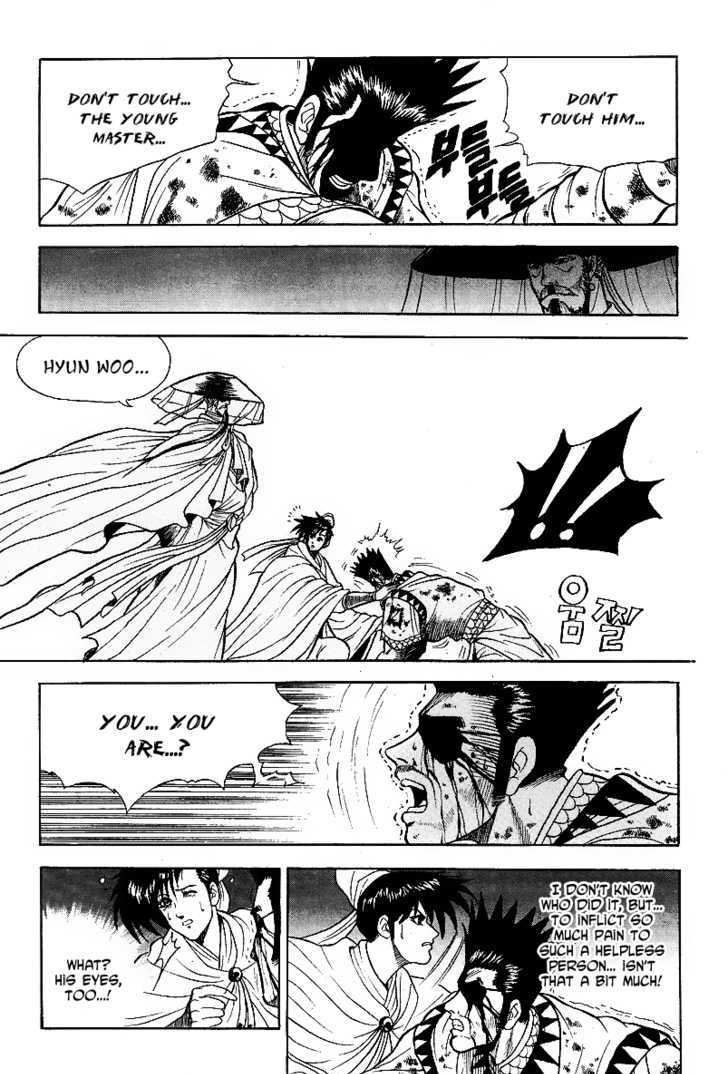 DON'T TOUCH...
THE YOUNG
MASTER...
DON'T
TOUCH HIM...
부들
부들
HYUN WOO...
!!
움찔
YOU... YOU
ARE...?
WHAT?
HIS EYES,
TOO...!
I DON'T KNOW
WHO DID IT, BUT...
TO INFLICT SO
MUCH PAIN TO
SUCH A HELPLESS
PERSON... ISN'T
THAT A BIT MUCH!